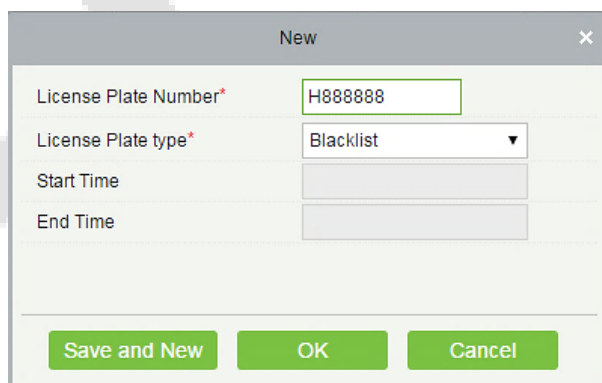 New
License Plate Number* H888888
License Plate type* Blacklist
Start Time
End Time
Save and New OK Cancel